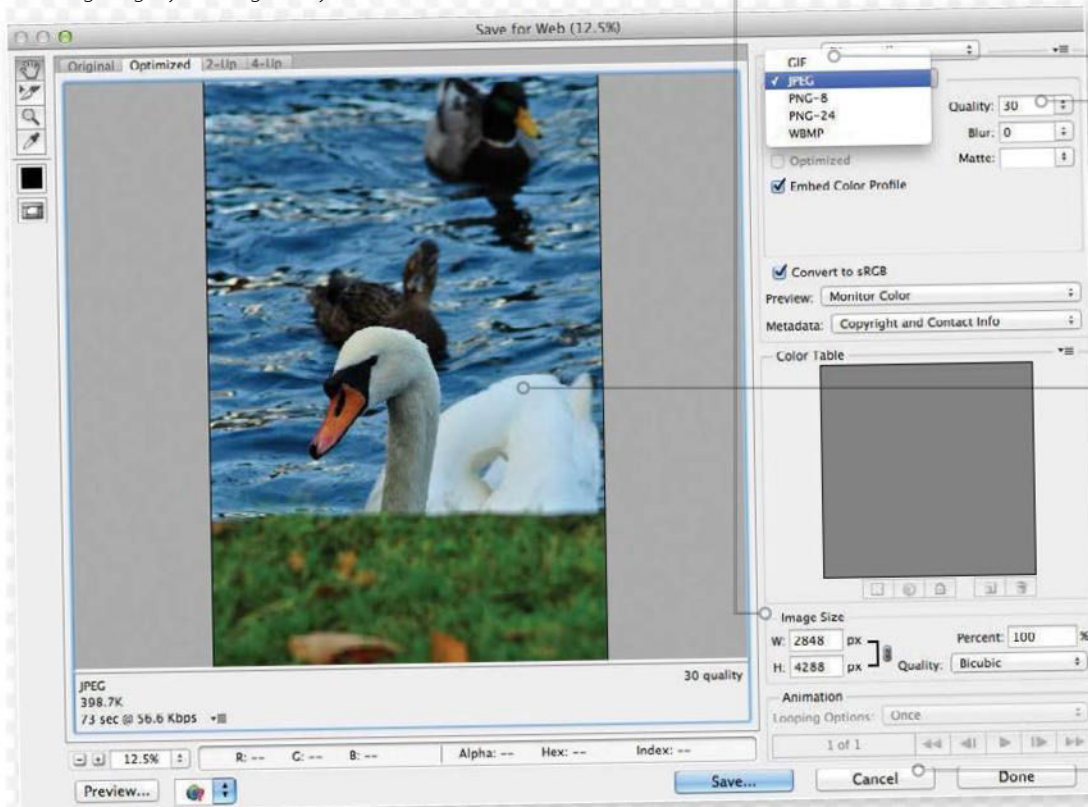 Save for Web (12.5%)
Original Optimized 2-Up 4-Up
GIF
✓ JPEG
PNG-8
PNG-24
WBMP
Quality: 30
Blur: 0
Optimized
Matte:
Embed Color Profile
Convert to sRGB
Preview: Monitor Color
Metadata: Copyright and Contact Info
Color Table
Image Size
W: 2848 px
Percent: 100 %
H: 4288 px
Quality: Bicubic
Animation
Looping Options: Once
1 of 1
JPEG
30 quality
398.7K
73 sec @ 56.6 Kbps
12.5%
R: -- G: -- B: --
Alpha: -- Hex: -- Index: --
Preview...
Save...
Cancel
Done